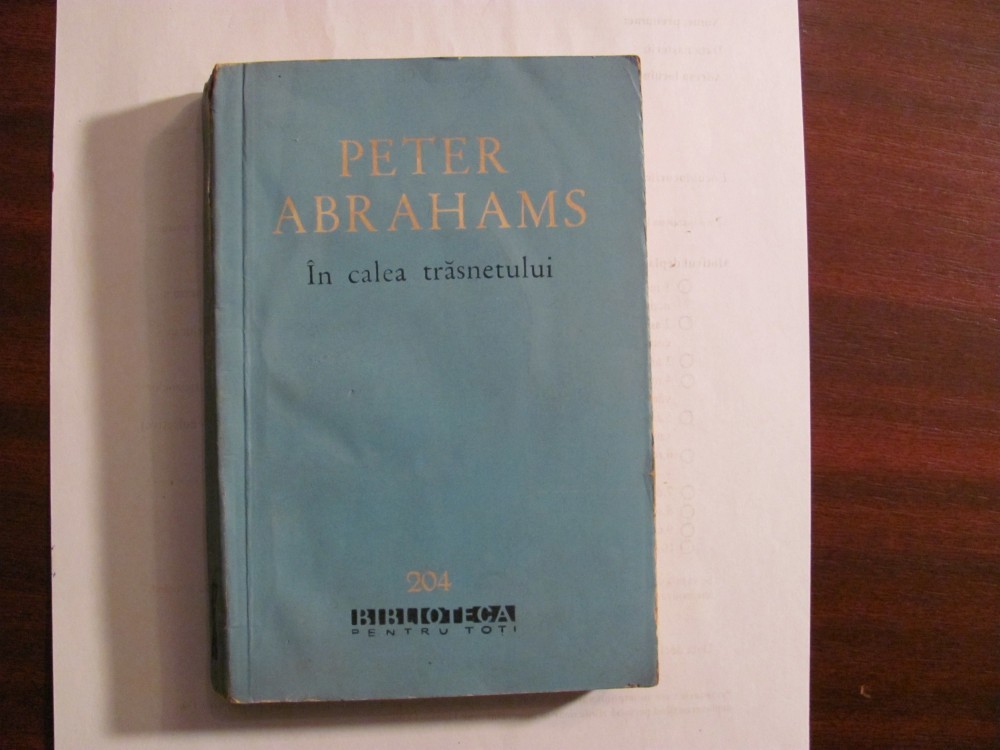 PETER
ABRAHAMS
În calea trăsnetului
204
BIBLIOTECA
PENTRU TOȚI